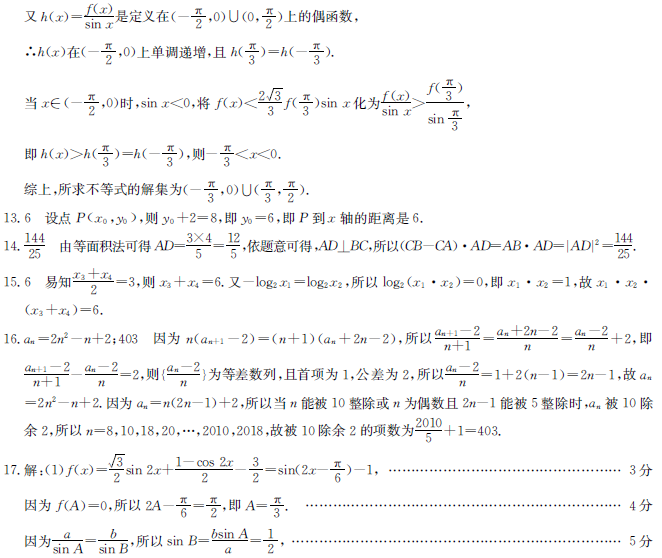 又 h(x)=f(x)/sin x 是定义在(-π/2,0)∪(0,π/2)上的偶函数,
∴h(x)在(-π/2,0)上单调递增,且 h(π/3)=h(-π/3).
当 x∈(-π/2,0)时,sin x<0,将 f(x)<2√3/3 f(π/3)sin x 化为 f(x)/sin x>f(π/3)/sin π/3,
即 h(x)>h(π/3)=h(-π/3),则-π/3<x<0.
综上,所求不等式的解集为(-π/3,0)∪(π/3,π/2).
13. 6 设点 P(x₀,y₀),则 y₀+2=8,即 y₀=6,即 P 到 x 轴的距离是 6.
14. 144/25 由等面积法可得 AD=3×4/5=12/5,依题意可得,AD⊥BC,所以(CB-CA)·AD=AB·AD=|AD|²=144/25.
15. 6 易知 x₃+x₄/2=3,则 x₃+x₄=6. 又-log₂x₁=log₂x₂,所以 log₂(x₁·x₂)=0,即 x₁·x₂=1,故 x₁·x₂·
(x₃+x₄)=6.
16. aₙ=2n²-n+2;403 因为 n(aₙ₊₁-2)=(n+1)(aₙ+2n-2),所以 aₙ₊₁-2/n+1=aₙ+2n-2/n=aₙ-2/n+2,即
aₙ₊₁-2/n+1-aₙ-2/n=2,则{aₙ-2/n}为等差数列,且首项为 1,公差为 2,所以 aₙ-2/n=1+2(n-1)=2n-1,故 aₙ
=2n²-n+2. 因为 aₙ=n(2n-1)+2,所以当 n 能被 10 整除或 n 为偶数且 2n-1 能被 5 整除时,aₙ 被 10 除
余 2,所以 n=8,10,18,20,…,2010,2018,故被 10 除余 2 的项数为 2010/5+1=403.
17. 解:(1)f(x)=√3/2 sin 2x+1-cos 2x/2-3/2=sin(2x-π/6)-1, …… 3 分
因为 f(A)=0,所以 2A-π/6=π/2,即 A=π/3. …… 4 分
因为 a/sin A=b/sin B,所以 sin B=bsin A/a=1/2, …… 5 分